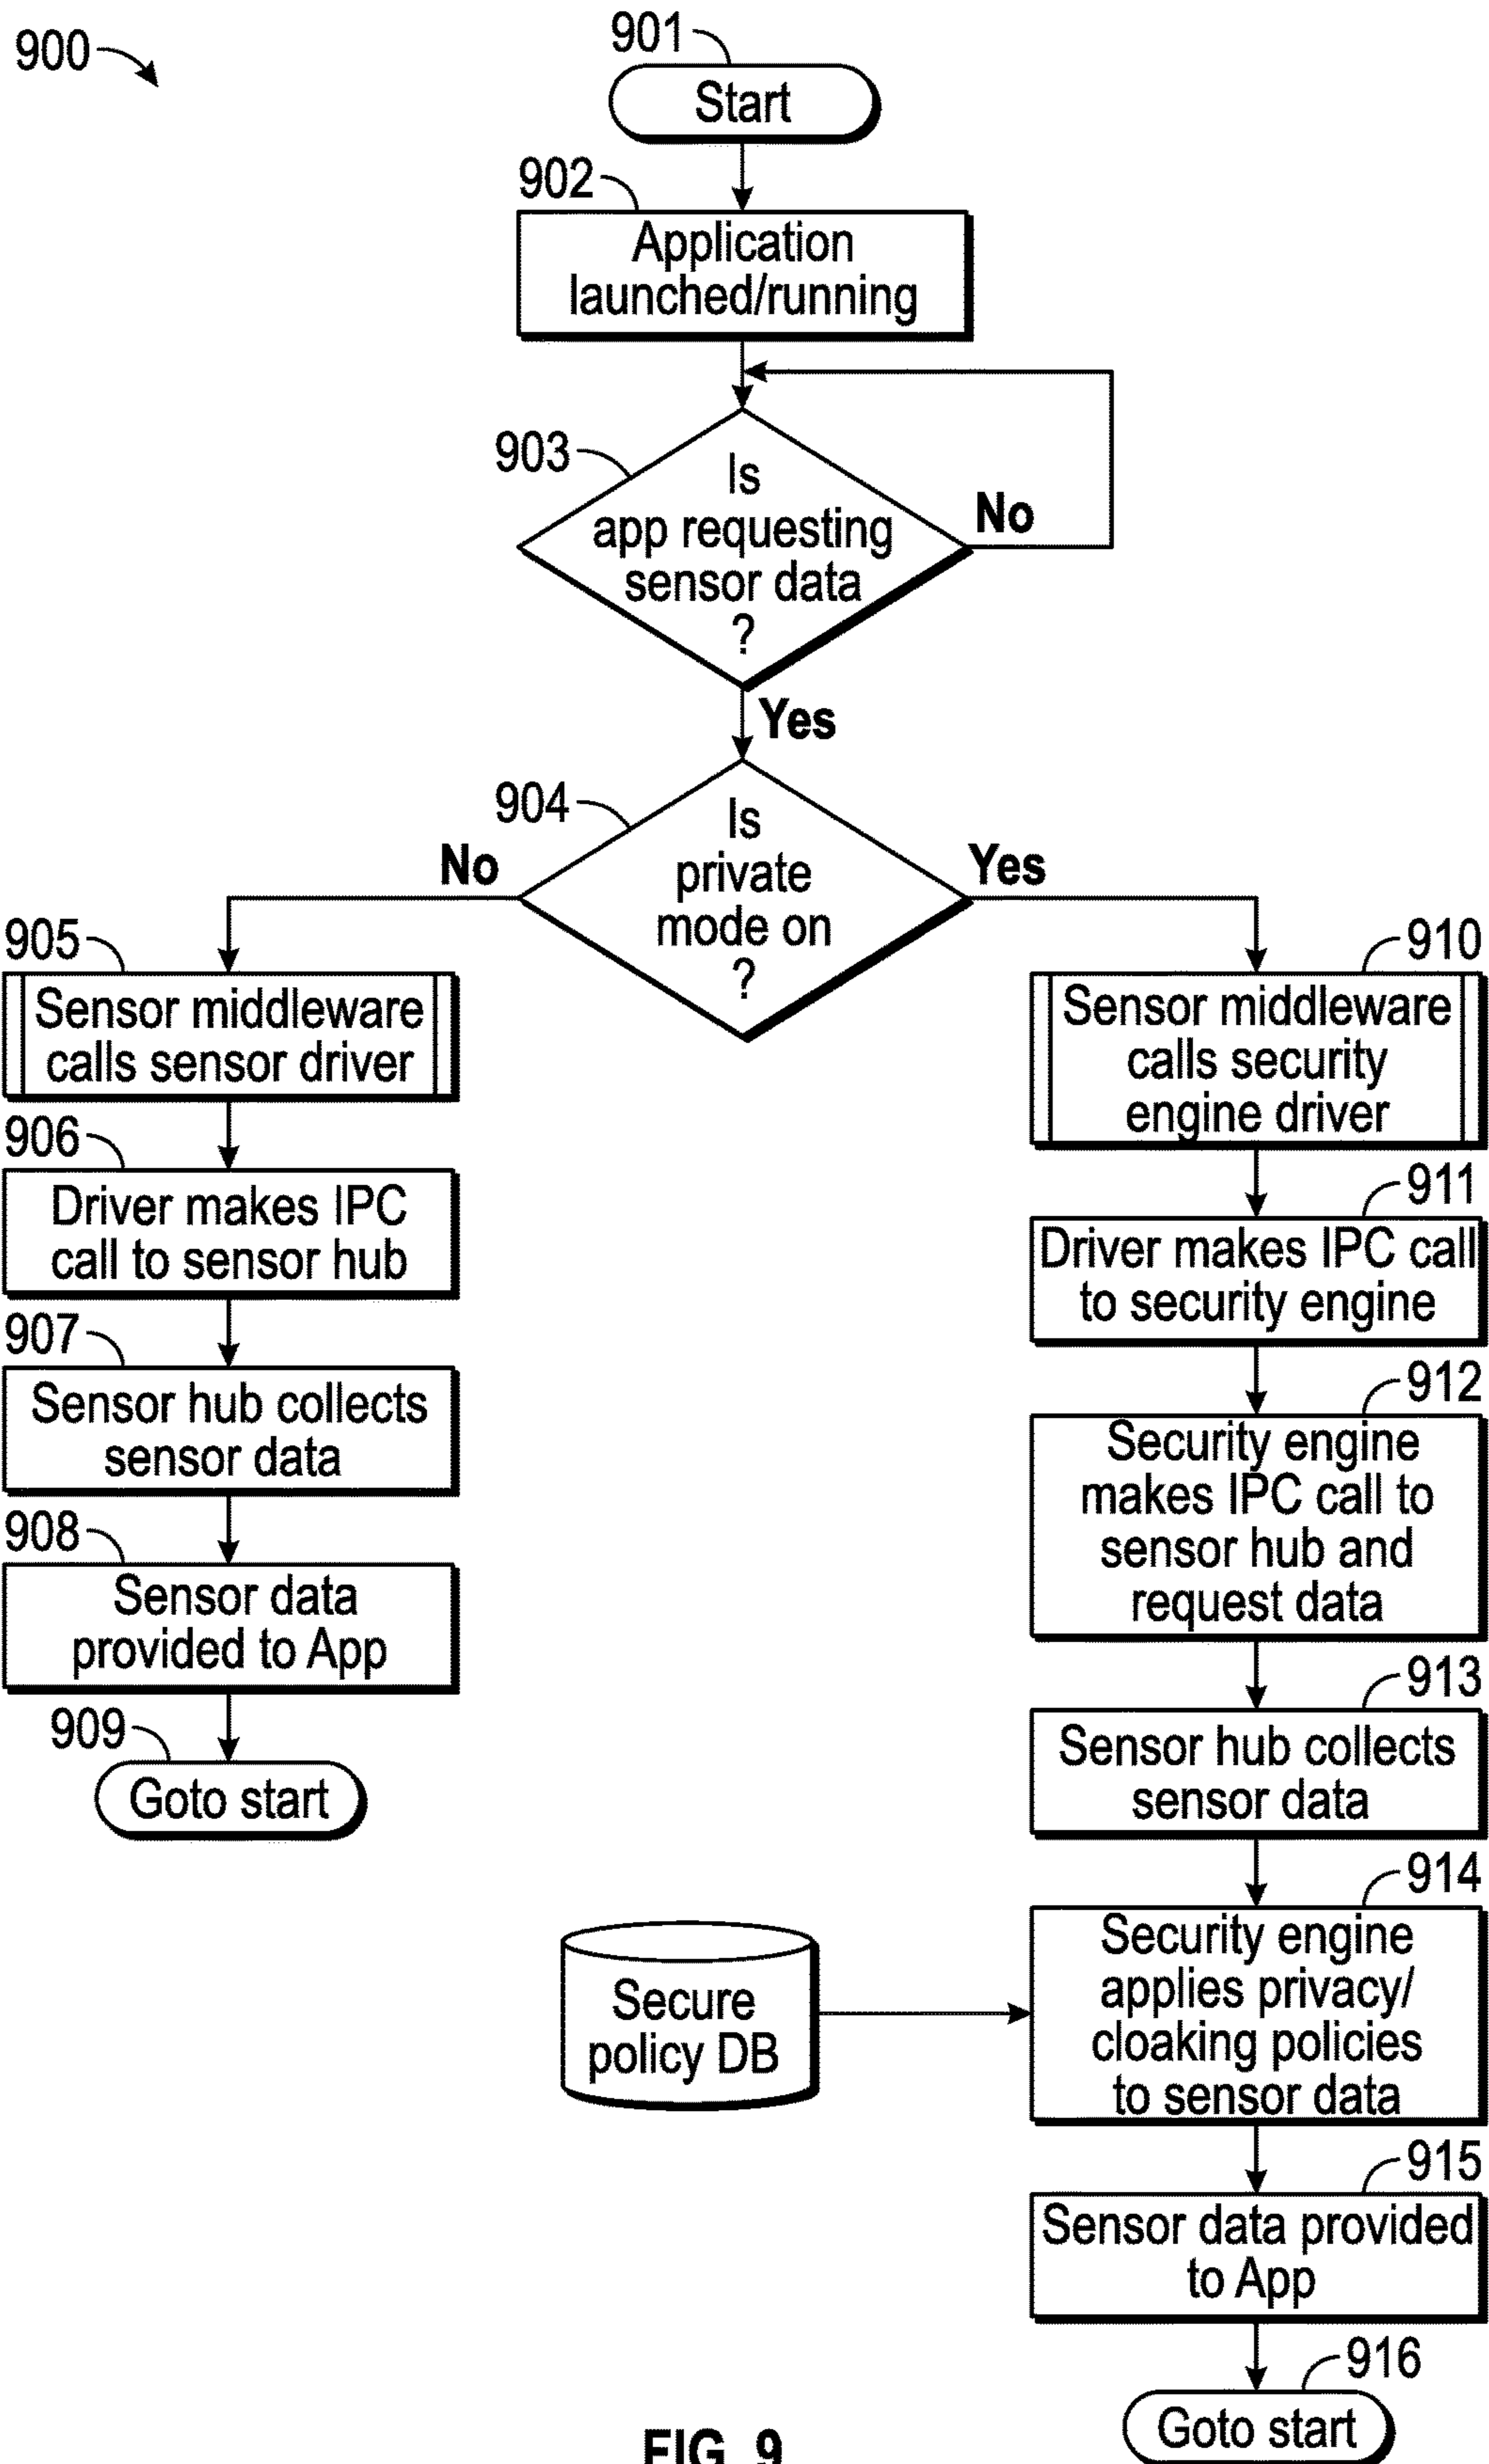 900
901
Start
902
Application
launched/running
903
Is
app requesting
sensor data
?
No
Yes
904
Is
private
mode on
?
No
Yes
905
Sensor middleware
calls sensor driver
906
Driver makes IPC
call to sensor hub
907
Sensor hub collects
sensor data
908
Sensor data
provided to App
909
Goto start
910
Sensor middleware
calls security
engine driver
911
Driver makes IPC call
to security engine
912
Security engine
makes IPC call to
sensor hub and
request data
913
Sensor hub collects
sensor data
914
Security engine
applies privacy/
cloaking policies
to sensor data
Secure
policy DB
915
Sensor data provided
to App
916
Goto start
FIG. 9